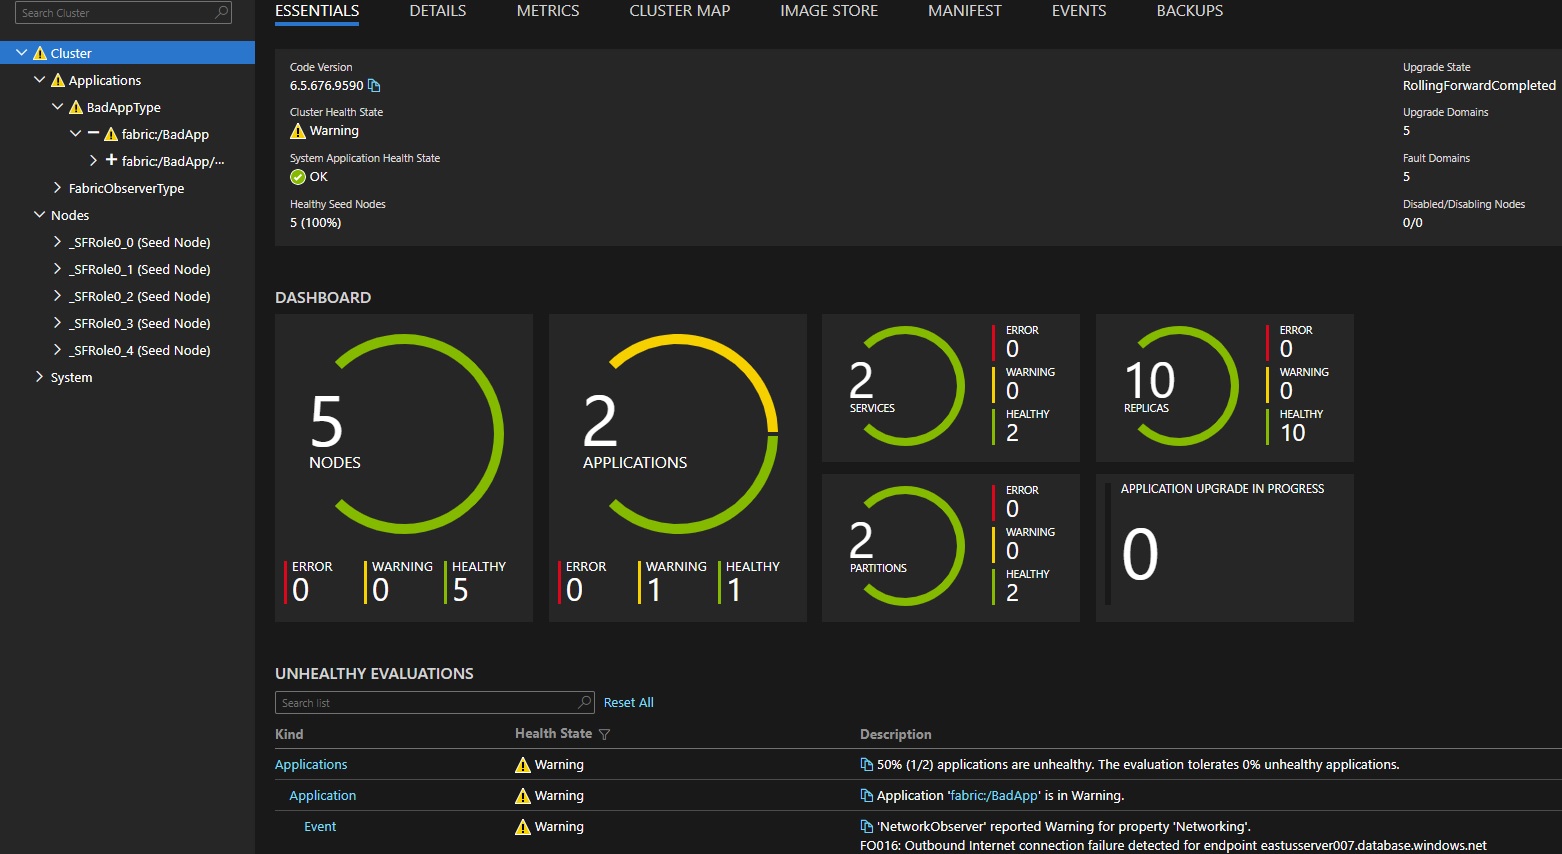 Search Cluster
Cluster
Applications
BadAppType
fabric:/BadApp
fabric:/BadApp/···
FabricObserverType
Nodes
_SFRole0_0 (Seed Node)
_SFRole0_1 (Seed Node)
_SFRole0_2 (Seed Node)
_SFRole0_3 (Seed Node)
_SFRole0_4 (Seed Node)
System
ESSENTIALS DETAILS METRICS CLUSTER MAP IMAGE STORE MANIFEST EVENTS BACKUPS
Code Version
6.5.676.9590
Cluster Health State
Warning
System Application Health State
OK
Healthy Seed Nodes
5 (100%)
Upgrade State
RollingForwardCompleted
Upgrade Domains
5
Fault Domains
5
Disabled/Disabling Nodes
0/0
DASHBOARD
5
NODES
ERROR WARNING HEALTHY
0 0 5
2
APPLICATIONS
ERROR WARNING HEALTHY
0 1 1
2
SERVICES
ERROR
0
WARNING
0
HEALTHY
2
10
REPLICAS
ERROR
0
WARNING
0
HEALTHY
10
2
PARTITIONS
ERROR
0
WARNING
0
HEALTHY
2
APPLICATION UPGRADE IN PROGRESS
0
UNHEALTHY EVALUATIONS
Search list Reset All
Kind Health State Description
Applications Warning 50% (1/2) applications are unhealthy. The evaluation tolerates 0% unhealthy applications.
Application Warning Application 'fabric:/BadApp' is in Warning.
Event Warning 'NetworkObserver' reported Warning for property 'Networking'.
FO016: Outbound Internet connection failure detected for endpoint eastusserver007.database.windows.net